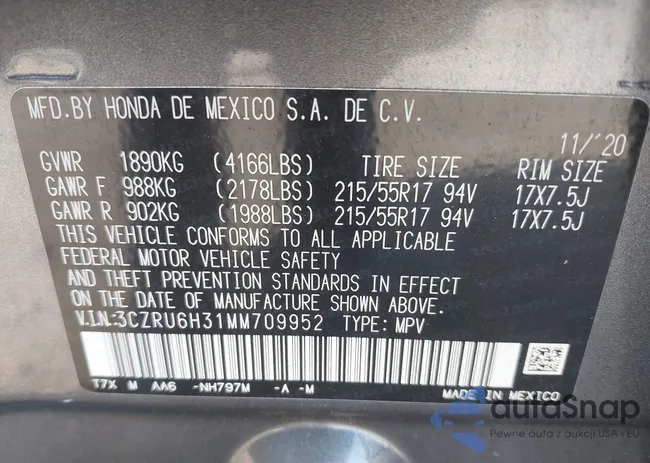 MFD.BY HONDA DE MEXICO S.A. DE C.V.
11/'20
GVWR 1890KG (4166LBS) TIRE SIZE RIM SIZE
GAWR F 988KG (2178LBS) 215/55R17 94V 17X7.5J
GAWR R 902KG (1988LBS) 215/55R17 94V 17X7.5J
THIS VEHICLE CONFORMS TO ALL APPLICABLE
FEDERAL MOTOR VEHICLE SAFETY
AND THEFT PREVENTION STANDARDS IN EFFECT
ON THE DATE OF MANUFACTURE SHOWN ABOVE.
V.I.N:3CZRU6H31MM709952 TYPE: MPV
T7X M AA6 -NH797M -A -M
MADE IN MEXICO
autoSnap
Pewne auta z aukcji USA i EU